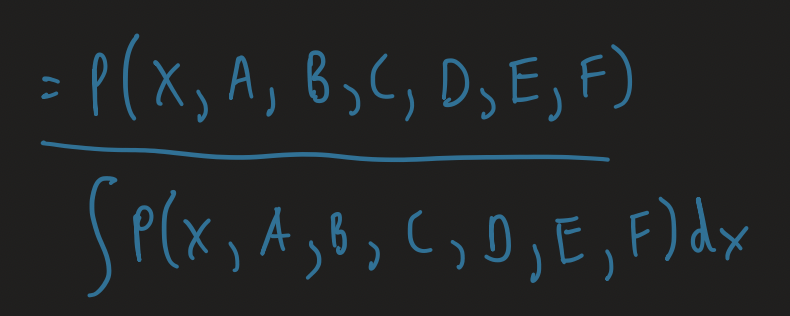 = P(X, A, B, C, D, E, F)
∫ P(X, A, B, C, D, E, F) dx